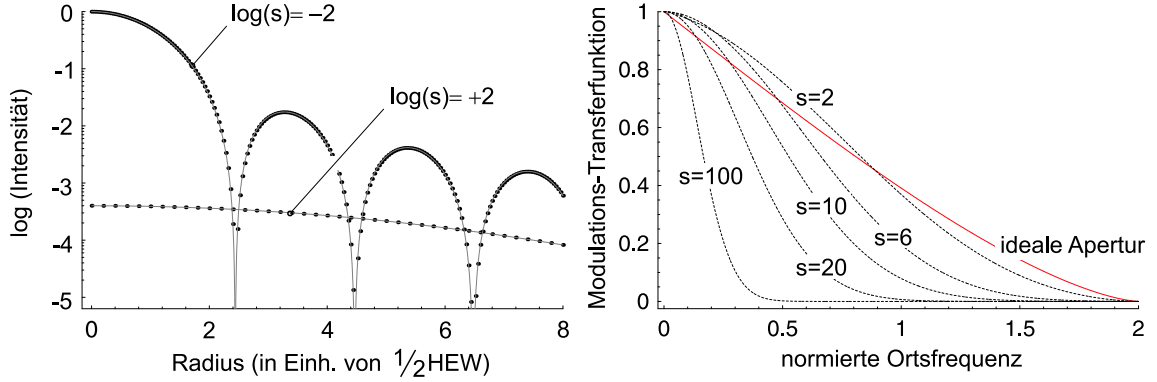 log(s)= –2
log(s)= +2
log (Intensität)
0
-1
-2
-3
-4
-5
0
2
4
6
8
Radius (in Einh. von 1/2HEW)
Modulations-Transferfunktion
1
0.8
0.6
0.4
0.2
0
s=2
s=100
s=10
s=6
s=20
ideale Apertur
0
0.5
1
1.5
2
normierte Ortsfrequenz